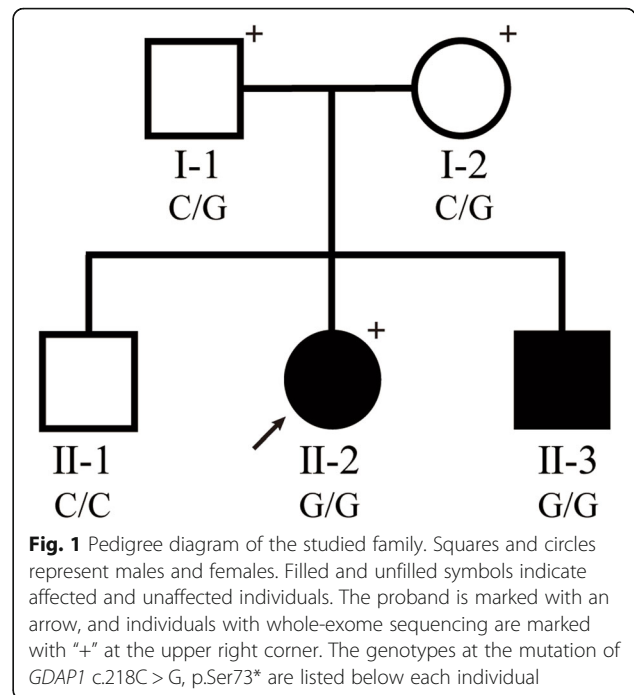 + +
I-1 I-2
C/G C/G
+
II-1 II-2 II-3
C/C G/G G/G
Fig. 1 Pedigree diagram of the studied family. Squares and circles
represent males and females. Filled and unfilled symbols indicate
affected and unaffected individuals. The proband is marked with an
arrow, and individuals with whole-exome sequencing are marked
with “+” at the upper right corner. The genotypes at the mutation of
GDAP1 c.218C > G, p.Ser73* are listed below each individual